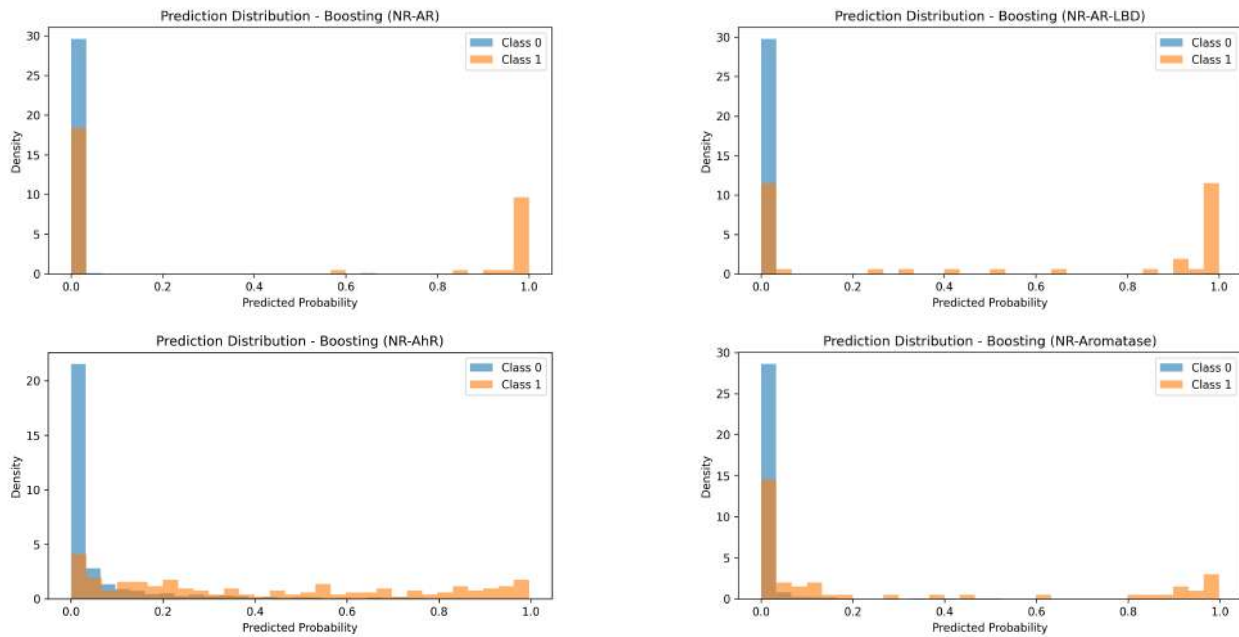 Prediction Distribution - Boosting (NR-AR)
30
25
20
15
10
5
0
Density
0.0 0.2 0.4 0.6 0.8 1.0
Predicted Probability
Class 0
Class 1
Prediction Distribution - Boosting (NR-AR-LBD)
30
25
20
15
10
5
0
Density
0.0 0.2 0.4 0.6 0.8 1.0
Predicted Probability
Class 0
Class 1
Prediction Distribution - Boosting (NR-AhR)
20
15
10
5
0
Density
0.0 0.2 0.4 0.6 0.8 1.0
Predicted Probability
Class 0
Class 1
Prediction Distribution - Boosting (NR-Aromatase)
30
25
20
15
10
5
0
Density
0.0 0.2 0.4 0.6 0.8 1.0
Predicted Probability
Class 0
Class 1